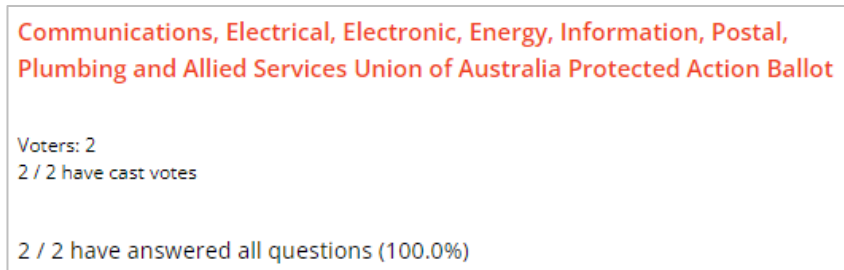 Communications, Electrical, Electronic, Energy, Information, Postal,
Plumbing and Allied Services Union of Australia Protected Action Ballot
Voters: 2
2 / 2 have cast votes
2 / 2 have answered all questions (100.0%)